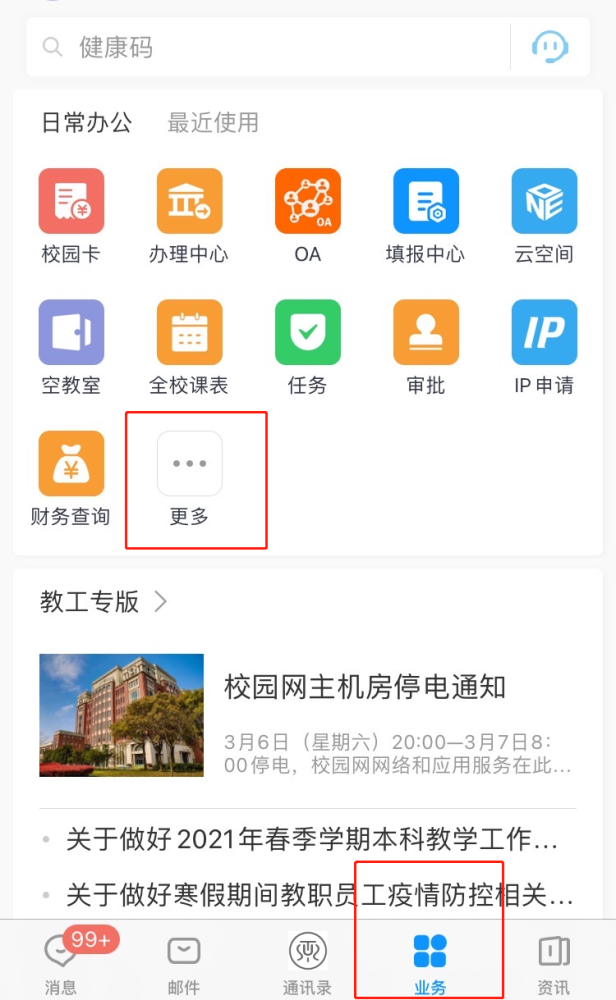 健康码
日常办公 最近使用
OA
校园卡 办理中心 OA 填报中心 云空间
IP
空教室 全校课表 任务 审批 IP申请
财务查询 更多
教工专版
校园网主机房停电通知
3月6日（星期六）20:00—3月7日8:
00停电，校园网网络和应用服务在此...
关于做好2021年春季学期本科教学工作...
关于做好寒假期间教职员工疫情防控相关...
99+
消息 邮件 通讯录 业务 资讯